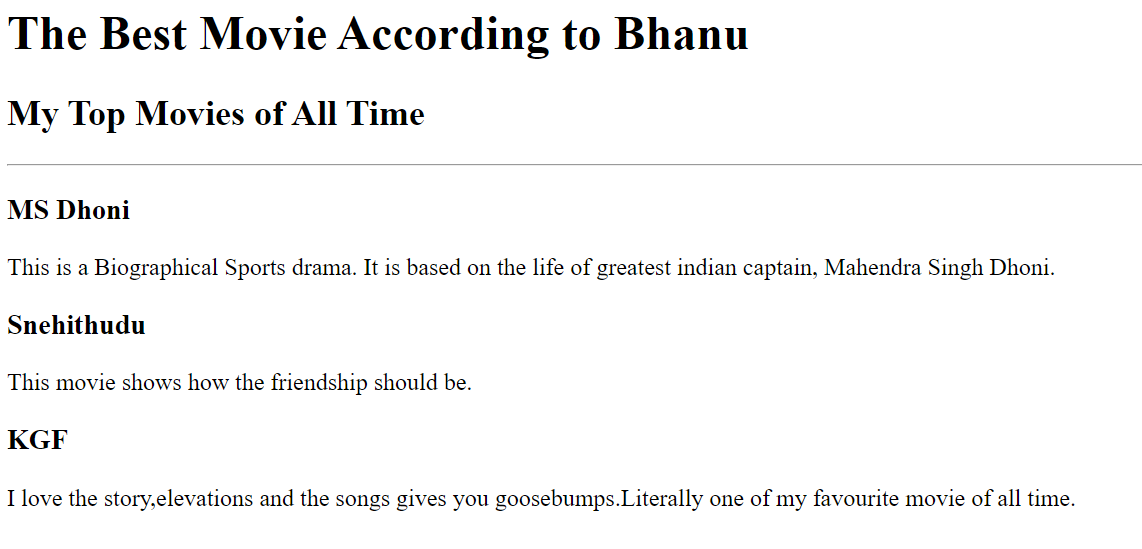 The Best Movie According to Bhanu
My Top Movies of All Time
MS Dhoni
This is a Biographical Sports drama. It is based on the life of greatest indian captain, Mahendra Singh Dhoni.
Snehithudu
This movie shows how the friendship should be.
KGF
I love the story,elevations and the songs gives you goosebumps.Literally one of my favourite movie of all time.